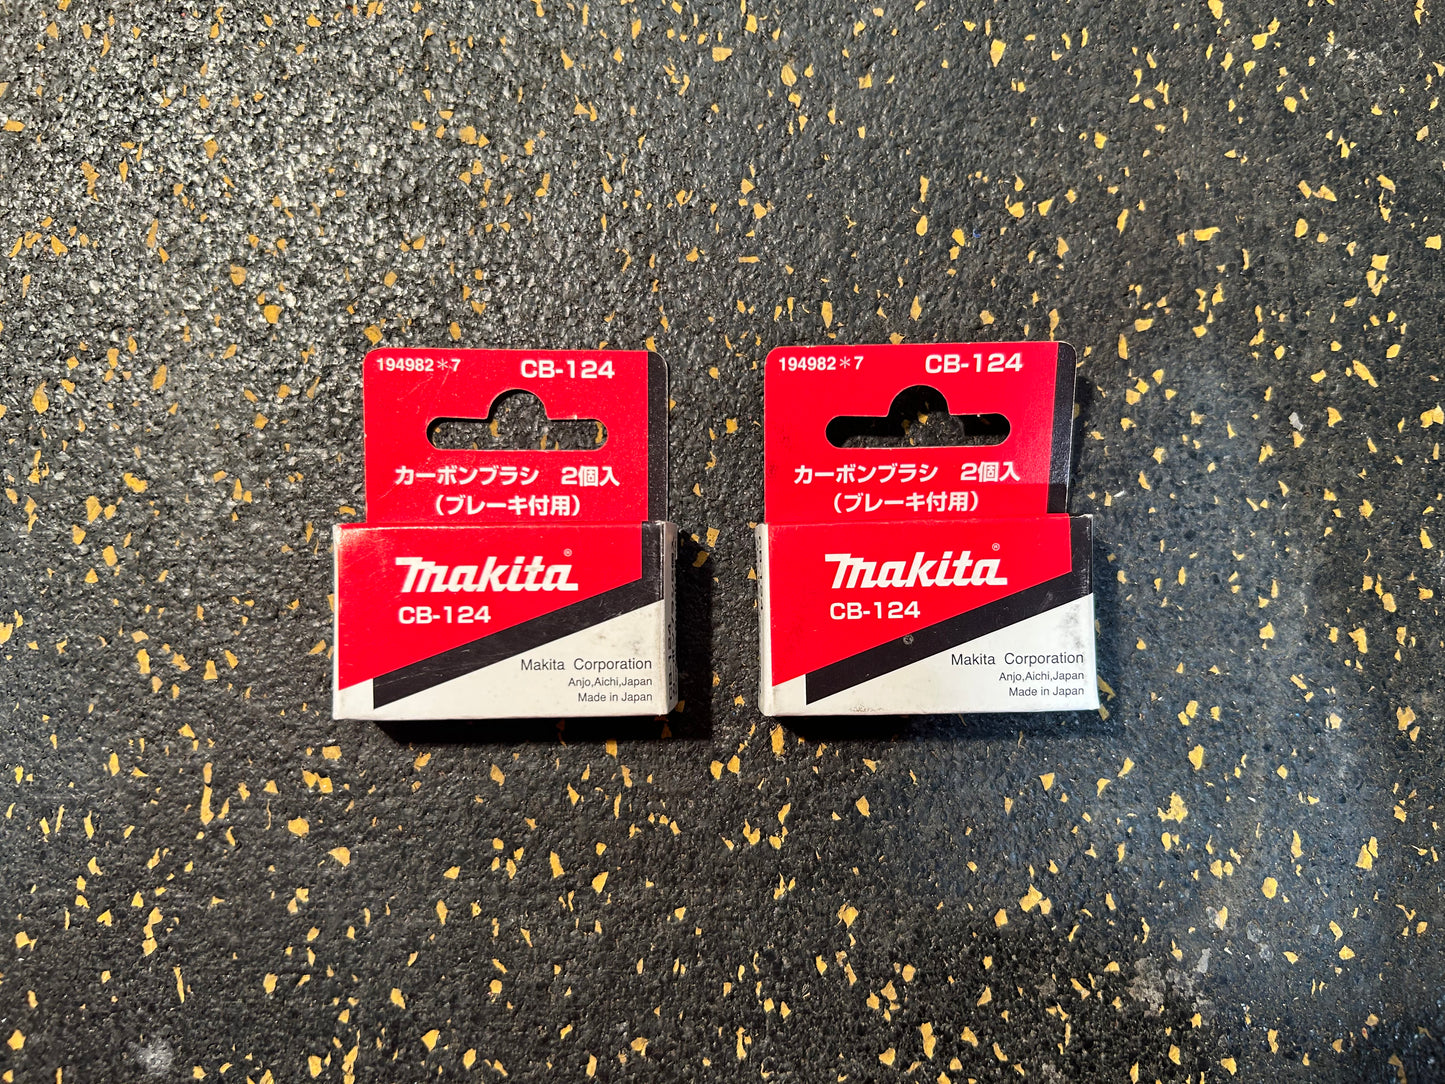 194982＊7 CB-124
カーボンブラシ 2個入
(ブレーキ付用)
makita®
CB-124
Makita Corporation
Anjo,Aichi,Japan
Made in Japan
194982＊7 CB-124
カーボンブラシ 2個入
(ブレーキ付用)
makita®
CB-124
Makita Corporation
Anjo,Aichi,Japan
Made in Japan